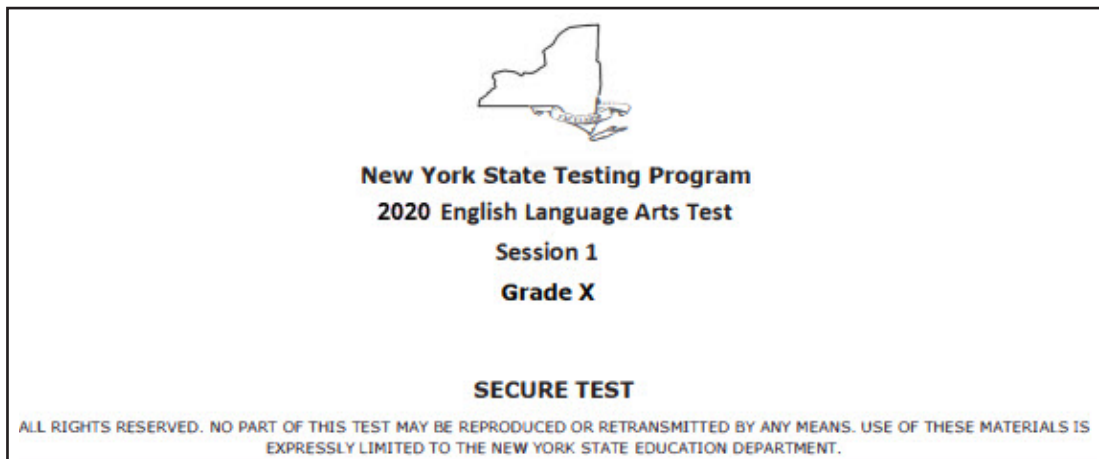 New York State Testing Program
2020 English Language Arts Test
Session 1
Grade X
SECURE TEST
ALL RIGHTS RESERVED. NO PART OF THIS TEST MAY BE REPRODUCED OR RETRANSMITTED BY ANY MEANS. USE OF THESE MATERIALS IS
EXPRESSLY LIMITED TO THE NEW YORK STATE EDUCATION DEPARTMENT.